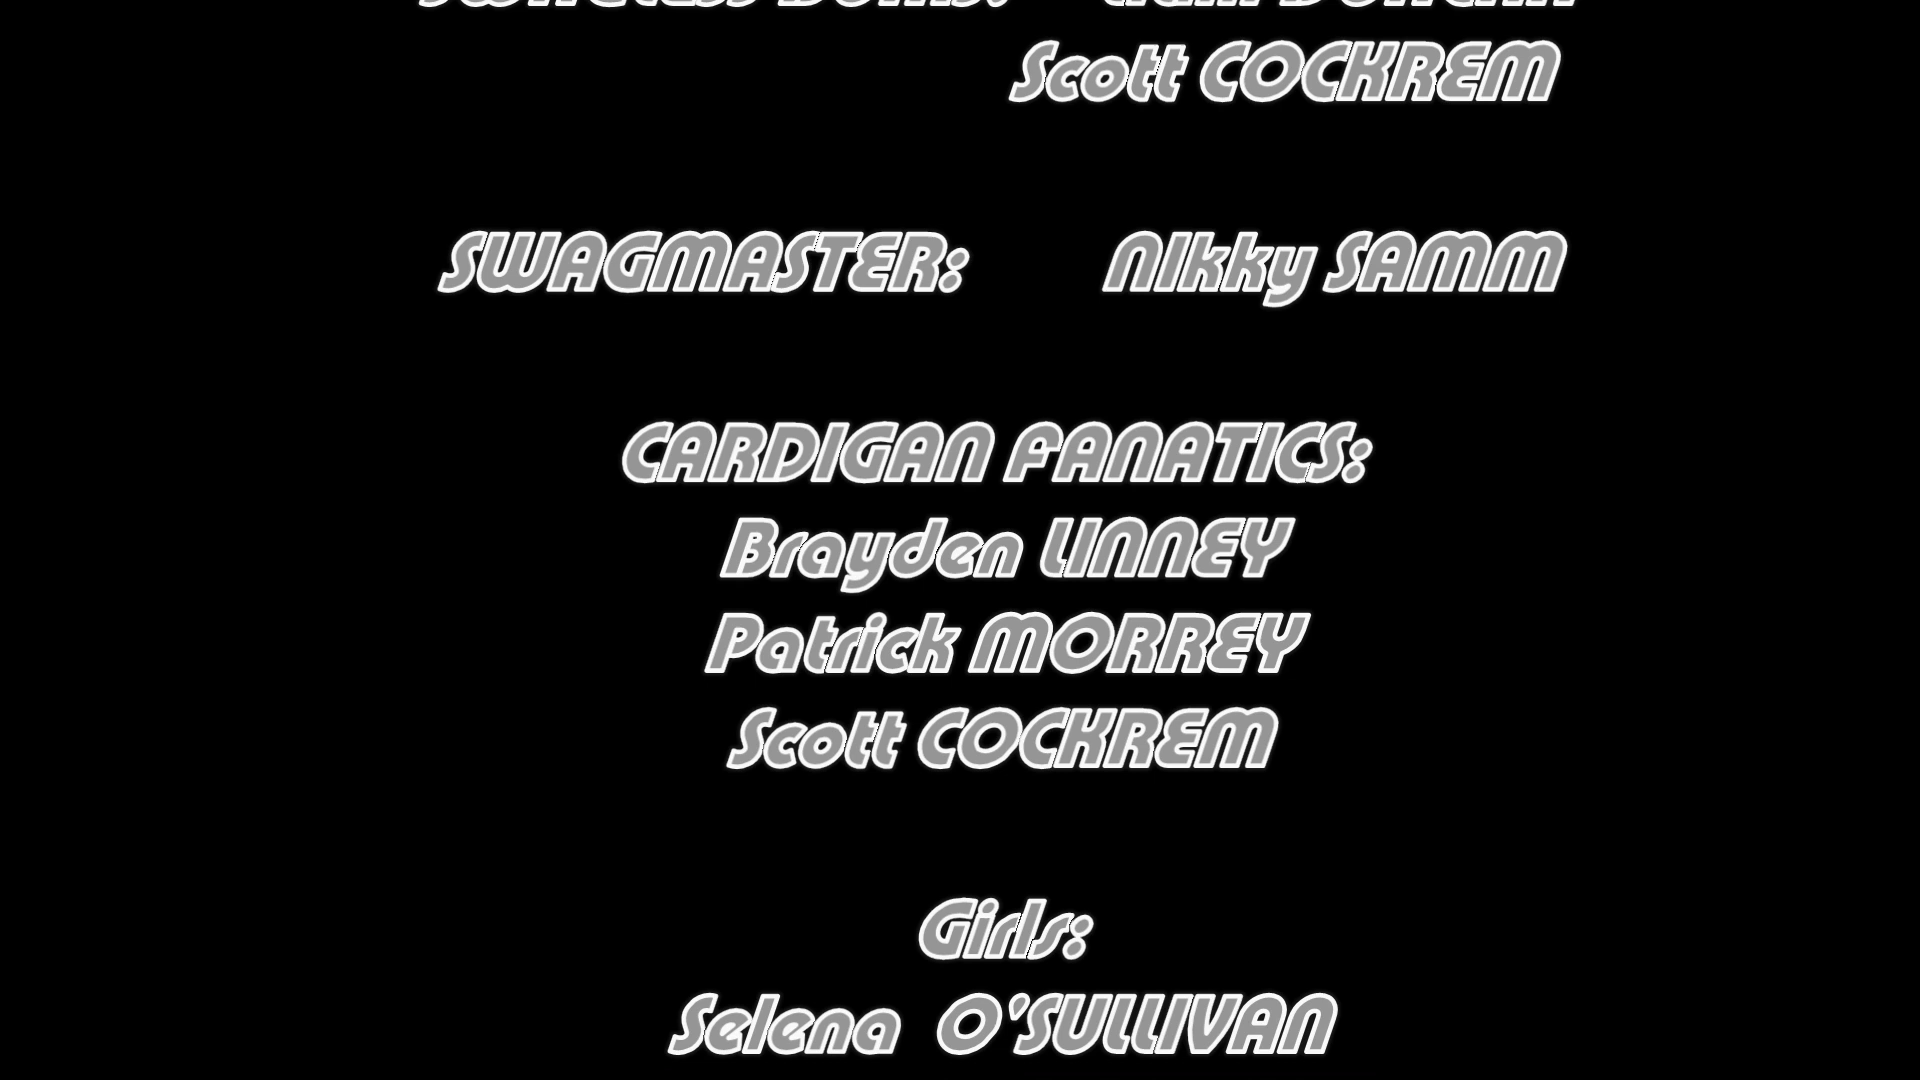 Scott COCKREM
SWAGMASTER: NIkky SAMM
CARDIGAN FANATICS:
Brayden LINNEY
Patrick MORREY
Scott COCKREM
Girls:
Selena O'SULLIVAN